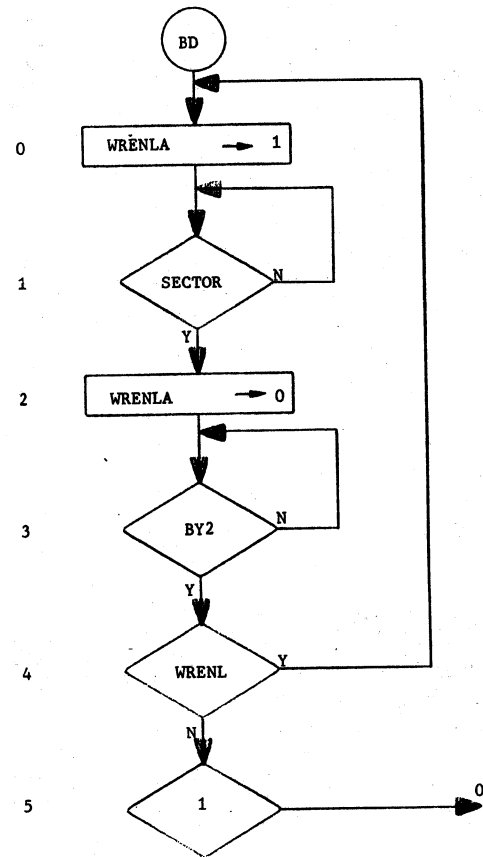 BD
0 WRENLA → 1
1 SECTOR N
Y
2 WRENLA → 0
3 BY2 N
Y
4 WRENL Y
N
5 1 0